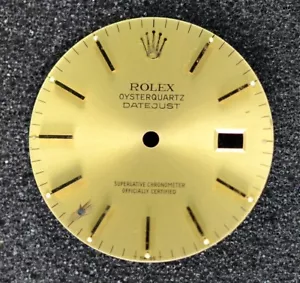 ROLEX
OYSTERQUARTZ
DATEJUST
SUPERLATIVE CHRONOMETER
OFFICIALLY CERTIFIED